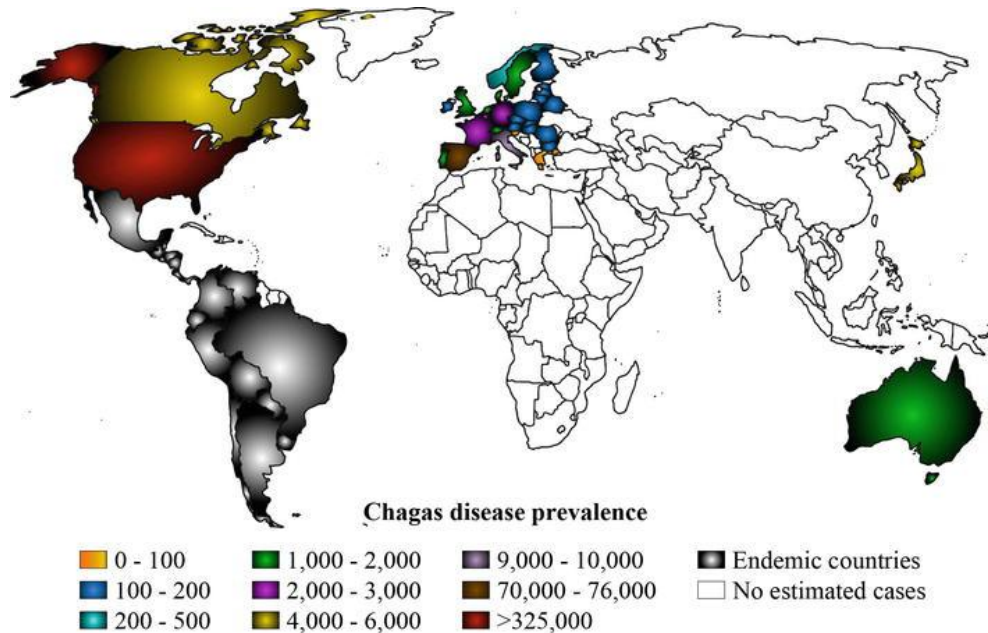 Chagas disease prevalence
0 - 100
1,000 - 2,000
9,000 - 10,000
Endemic countries
100 - 200
2,000 - 3,000
70,000 - 76,000
No estimated cases
200 - 500
4,000 - 6,000
>325,000